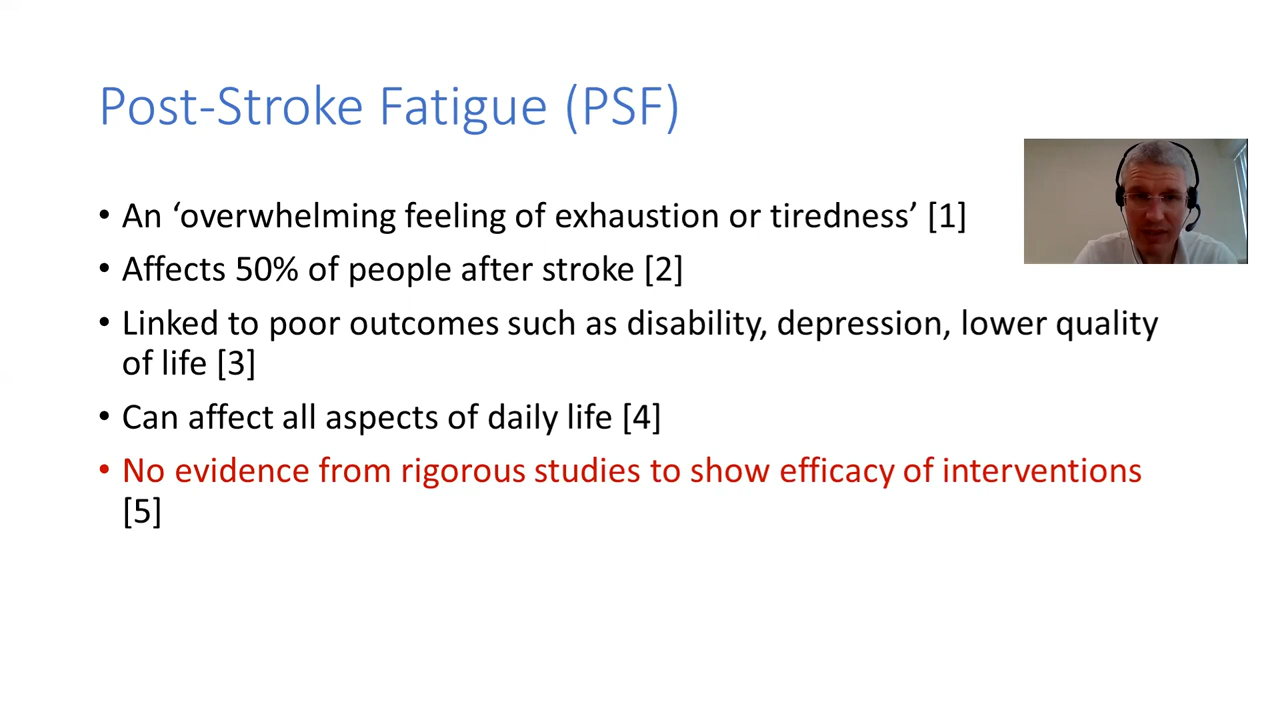 Post-Stroke Fatigue (PSF)
• An ‘overwhelming feeling of exhaustion or tiredness’ [1]
• Affects 50% of people after stroke [2]
• Linked to poor outcomes such as disability, depression, lower quality
of life [3]
• Can affect all aspects of daily life [4]
• No evidence from rigorous studies to show efficacy of interventions
[5]